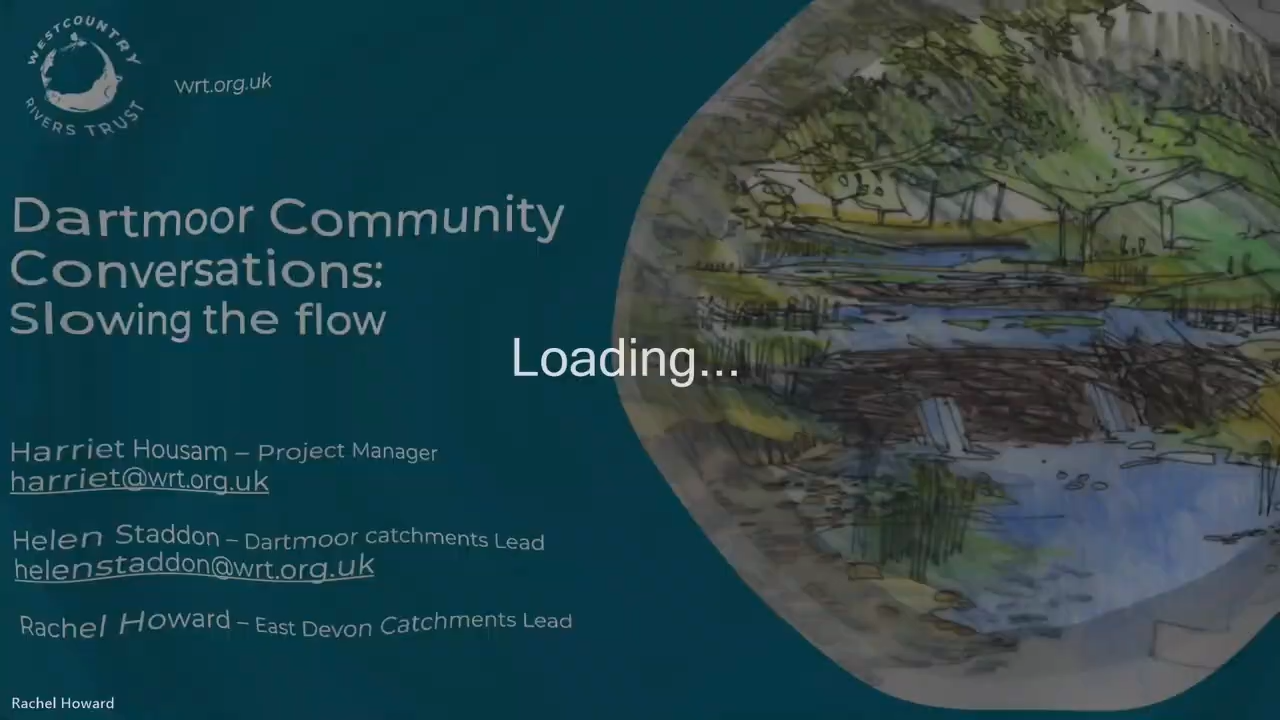 WESTCOUNTRY
RIVERS TRUST
wrt.org.uk
Dartmoor Community
Conversations:
Slowing the flow
Loading...
Harriet Housam – Project Manager
harriet@wrt.org.uk
Helen Staddon – Dartmoor catchments Lead
helenstaddon@wrt.org.uk
Rachel Howard – East Devon Catchments Lead
Rachel Howard